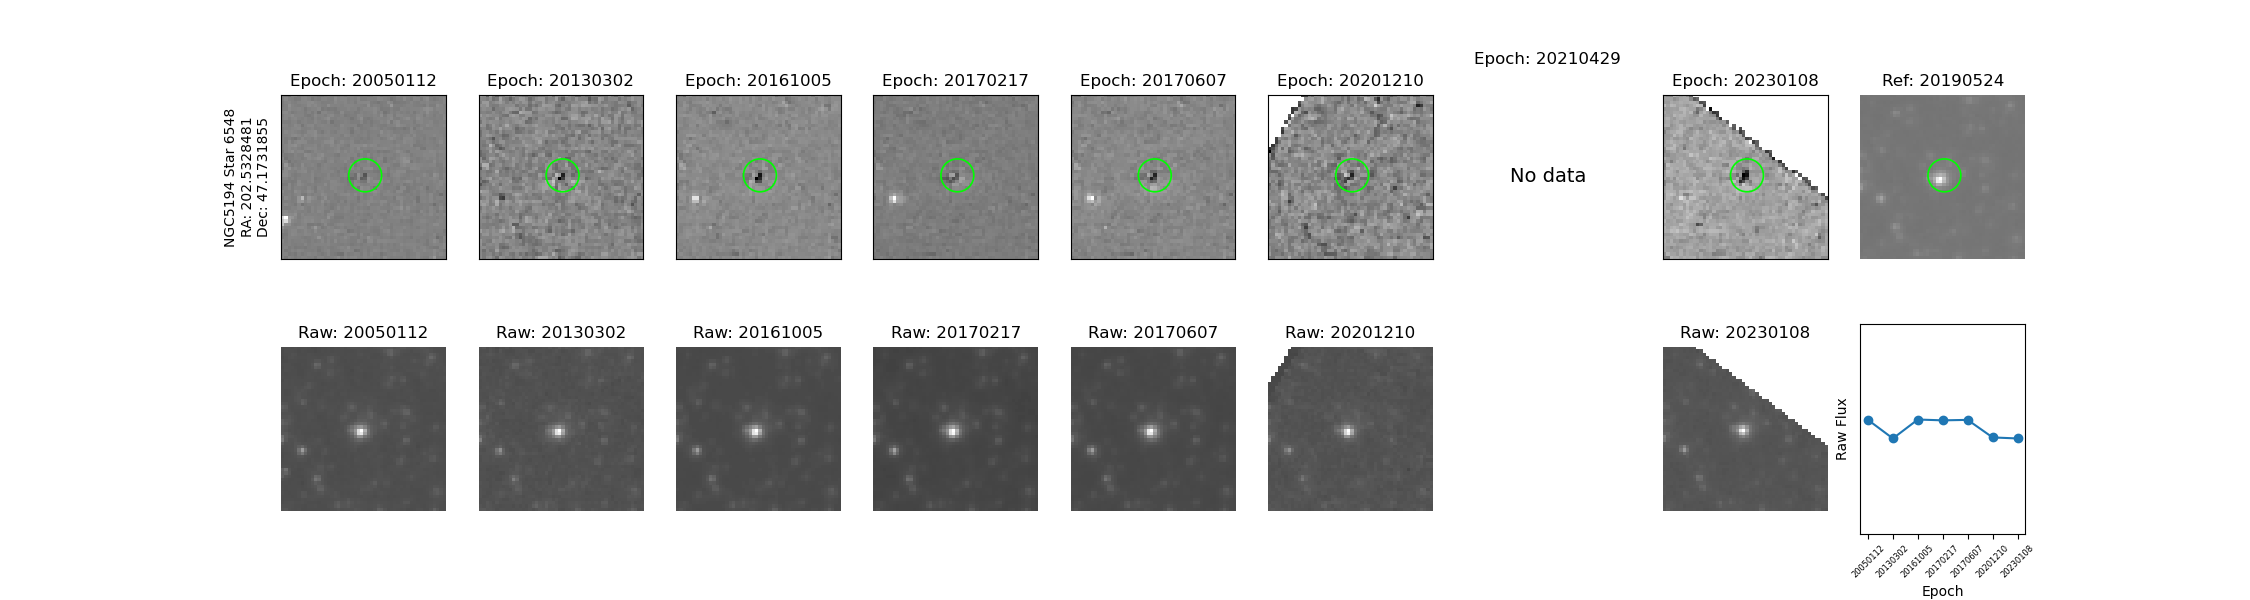 Epoch: 20210429
Epoch: 20050112
Epoch: 20130302
Epoch: 20161005
Epoch: 20170217
Epoch: 20170607
Epoch: 20201210
Epoch: 20230108
Ref: 20190524
NGC5194 Star 6548
RA: 202.5328481
Dec: 47.1731855
No data
Raw: 20050112
Raw: 20130302
Raw: 20161005
Raw: 20170217
Raw: 20170607
Raw: 20201210
Raw: 20230108
Raw Flux
20050112
20130302
20161005
20170217
20170607
20201210
20230108
Epoch